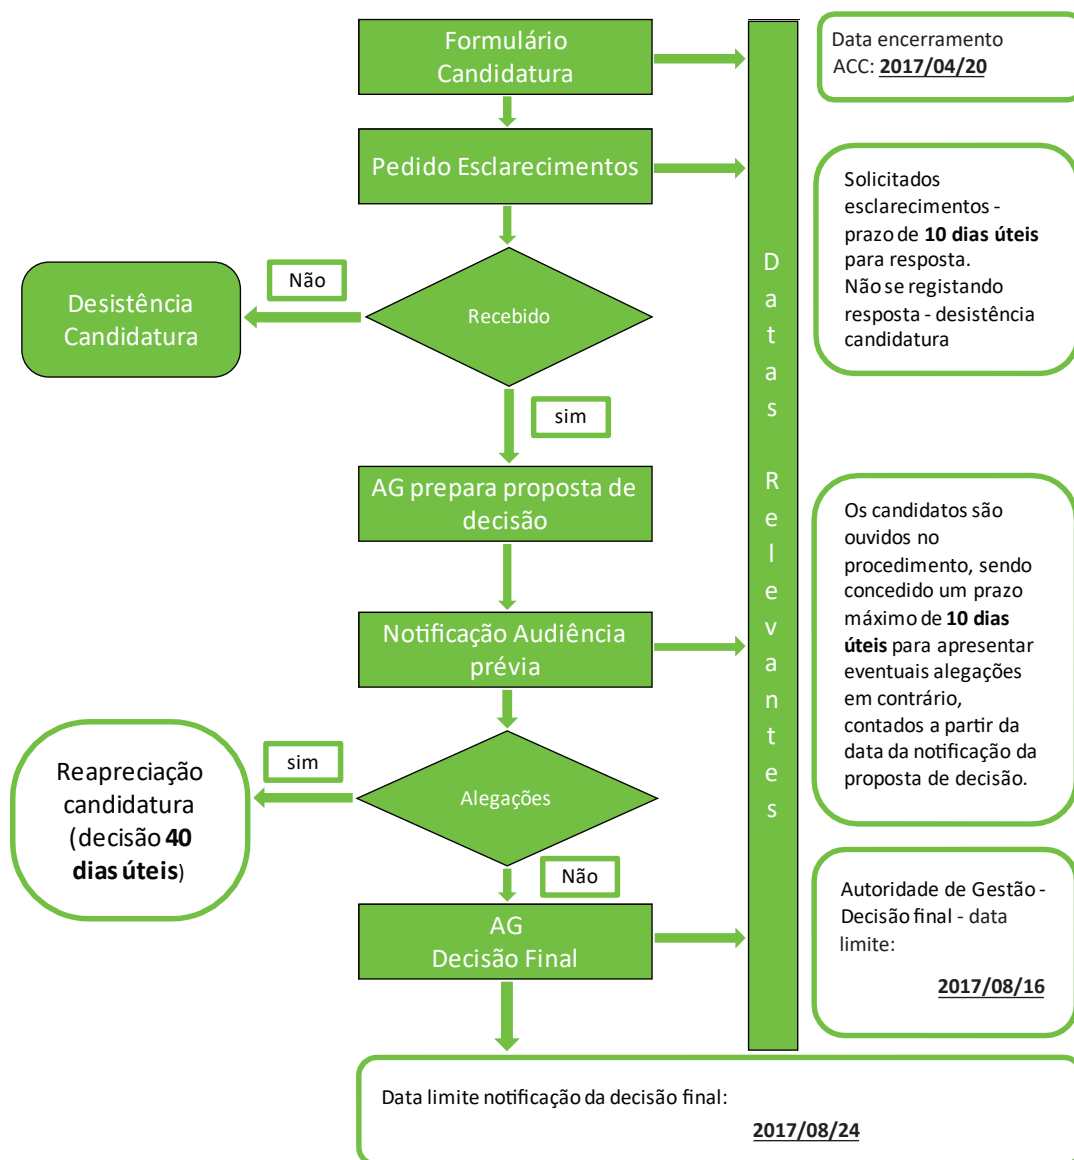 Formulário
Candidatura
Data encerramento
ACC: 2017/04/20
Pedido Esclarecimentos
Solicitados
esclarecimentos -
prazo de 10 dias úteis
para resposta.
Não se registando
resposta - desistência
candidatura
Não
Desistência
Candidatura
Recebido
sim
AG prepara proposta de
decisão
Os candidatos são
ouvidos no
procedimento, sendo
concedido um prazo
máximo de 10 dias
úteis para apresentar
eventuais alegações
em contrário,
contados a partir da
data da notificação da
proposta de decisão.
Notificação Audiência
prévia
sim
Reapreciação
candidatura
(decisão 40
dias úteis)
Alegações
Não
AG
Decisão Final
Autoridade de Gestão -
Decisão final - data
limite:
2017/08/16
Datas Relevantes
Data limite notificação da decisão final:
2017/08/24